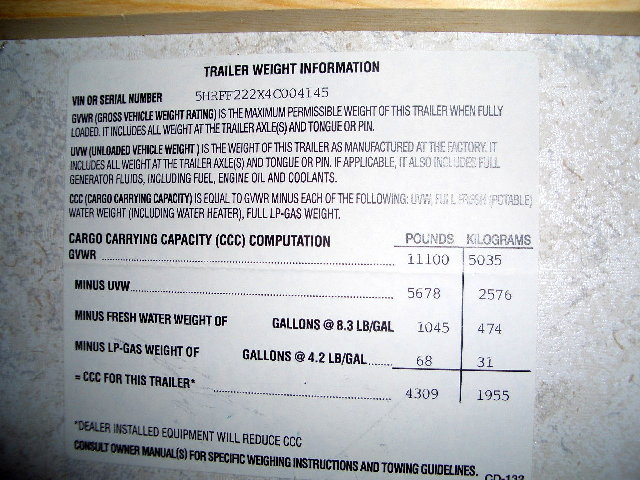 TRAILER WEIGHT INFORMATION
VIN OR SERIAL NUMBER 5HRFF222X4C004145
GVWR (GROSS VEHICLE WEIGHT RATING) IS THE MAXIMUM PERMISSIBLE WEIGHT OF THIS TRAILER WHEN FULLY
LOADED. IT INCLUDES ALL WEIGHT AT THE TRAILER AXLE(S) AND TONGUE OR PIN.
UVW (UNLOADED VEHICLE WEIGHT ) IS THE WEIGHT OF THIS TRAILER AS MANUFACTURED AT THE FACTORY. IT
INCLUDES ALL WEIGHT AT THE TRAILER AXLE(S) AND TONGUE OR PIN. IF APPLICABLE, IT ALSO INCLUDES FULL
GENERATOR FLUIDS, INCLUDING FUEL, ENGINE OIL AND COOLANTS.
CCC (CARGO CARRYING CAPACITY) IS EQUAL TO GVWR MINUS EACH OF THE FOLLOWING: UVW, FULL FRESH (POTABLE)
WATER WEIGHT (INCLUDING WATER HEATER), FULL LP-GAS WEIGHT.
CARGO CARRYING CAPACITY (CCC) COMPUTATION POUNDS KILOGRAMS
GVWR 11100 5035
MINUS UVW 5678 2576
MINUS FRESH WATER WEIGHT OF GALLONS @ 8.3 LB/GAL 1045 474
MINUS LP-GAS WEIGHT OF GALLONS @ 4.2 LB/GAL 68 31
= CCC FOR THIS TRAILER* 4309 1955
*DEALER INSTALLED EQUIPMENT WILL REDUCE CCC
CONSULT OWNER MANUAL(S) FOR SPECIFIC WEIGHING INSTRUCTIONS AND TOWING GUIDELINES.